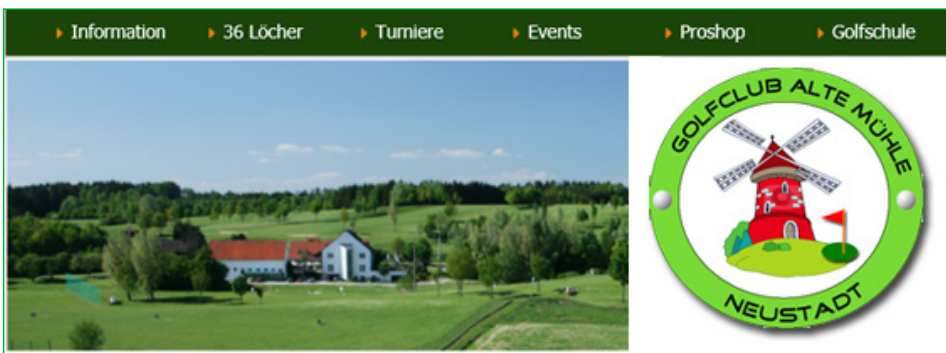 Information 36 Löcher Turniere Events Proshop Golfschule
GOLFCLUB ALTE MÜHLE
NEUSTADT